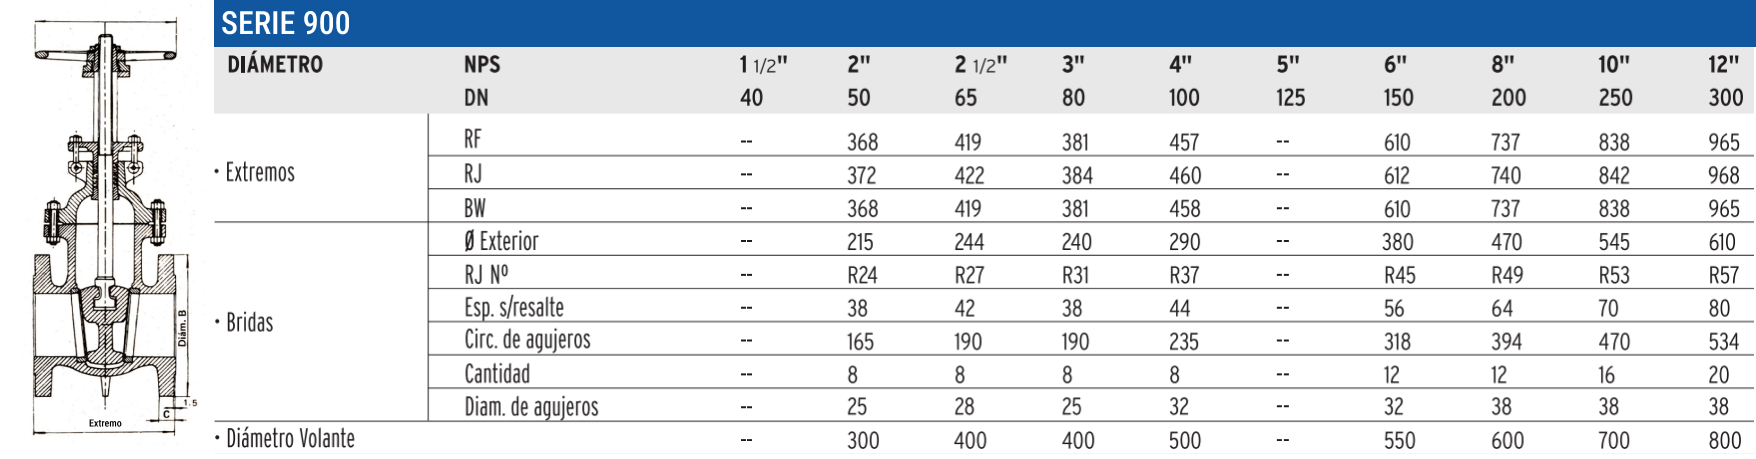 SERIE 900
DIÁMETRO NPS 1 1/2" 2" 2 1/2" 3" 4" 5" 6" 8" 10" 12"
DN 40 50 65 80 100 125 150 200 250 300
RF -- 368 419 381 457 -- 610 737 838 965
• Extremos RJ -- 372 422 384 460 -- 612 740 842 968
BW -- 368 419 381 458 -- 610 737 838 965
Ø Exterior -- 215 244 240 290 -- 380 470 545 610
RJ Nº -- R24 R27 R31 R37 -- R45 R49 R53 R57
Esp. s/resalte -- 38 42 38 44 -- 56 64 70 80
• Bridas
Circ. de agujeros -- 165 190 190 235 -- 318 394 470 534
Cantidad -- 8 8 8 8 -- 12 12 16 20
Diam. de agujeros -- 25 28 25 32 -- 32 38 38 38
• Diámetro Volante -- 300 400 400 500 -- 550 600 700 800
Diám. B
1.5
C
Extremo